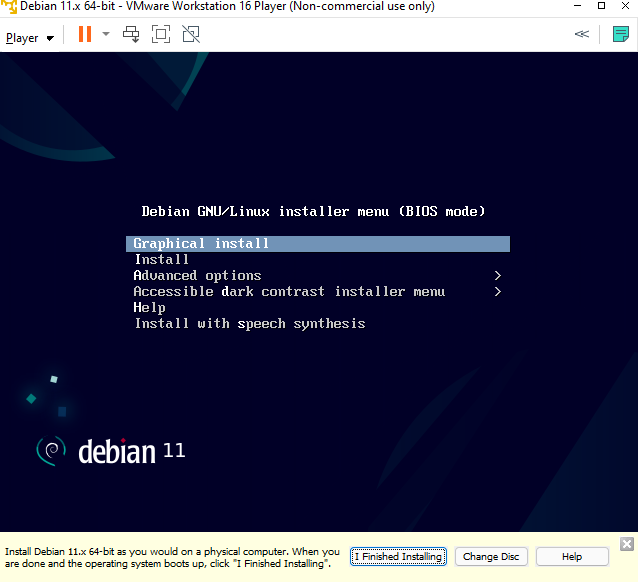 Debian 11.x 64-bit - VMware Workstation 16 Player (Non-commercial use only)
Player
Debian GNU/Linux installer menu (BIOS mode)
Graphical install
Install
Advanced options >
Accessible dark contrast installer menu >
Help
Install with speech synthesis
debian 11
Install Debian 11.x 64-bit as you would on a physical computer. When you
are done and the operating system boots up, click "I Finished Installing".
I Finished Installing
Change Disc
Help